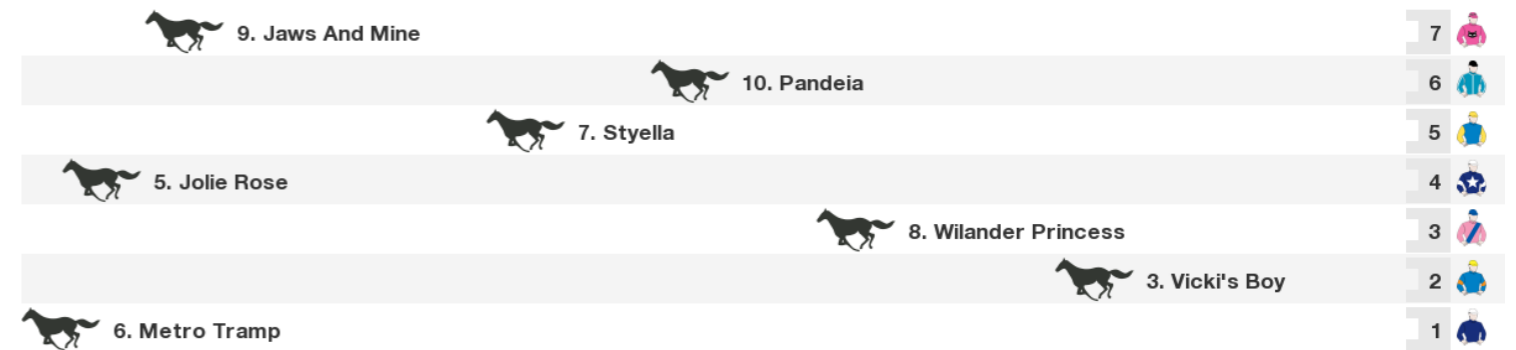 9. Jaws And Mine 7
10. Pandeia 6
7. Styella 5
5. Jolie Rose 4
8. Wilander Princess 3
3. Vicki's Boy 2
6. Metro Tramp 1